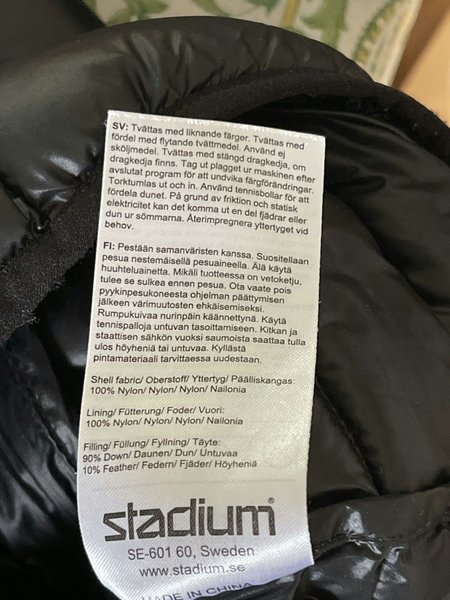 SV: Tvättas med liknande färger. Tvättas med
fördel med flytande tvättmedel. Använd ej
sköljmedel. Tvättas med stängd dragkedja, om
dragkedja finns. Tag ut plagget ur maskinen efter
avslutat program för att undvika färgförändringar.
Torktumlas ut och in. Använd tennisbollar för att
fördela dunet. På grund av friktion och statisk
elektricitet kan det komma ut en del fjädrar eller
dun ur sömmarna. Återimpregnera yttertyget vid
behov.
FI: Pestään samanväristen kanssa. Suositellaan
pesua nestemäisellä pesuaineella. Älä käytä
huuhteluainetta. Mikäli tuotteessa on vetoketju,
tulee se sulkea ennen pesua. Ota vaate pois
pyykinpesukoneesta ohjelman päättymisen
jälkeen värimuutosten ehkäisemiseksi.
Rumpukuivaa nurinpäin käännettynä. Käytä
tennispalloja untuvan tasoittamiseen. Kitkan ja
staattisen sähkön vuoksi saumoista saattaa tulla
ulos höyheniä tai untuvaa. Kyllästä
pintamateriaali tarvittaessa uudestaan.
Shell fabric/ Oberstoff/ Yttertyg/ Päälliskangas:
100% Nylon/ Nylon/ Nylon/ Nailonia
Lining/ Fütterung/ Foder/ Vuori:
100% Nylon/ Nylon/ Nylon/ Nailonia
Filling/ Füllung/ Fyllning/ Täyte:
90% Down/ Daunen/ Dun/ Untuvaa
10% Feather/ Federn/ Fjäder/ Höyheniä
stadium
SE-601 60, Sweden
www.stadium.se
MADE IN CHINA